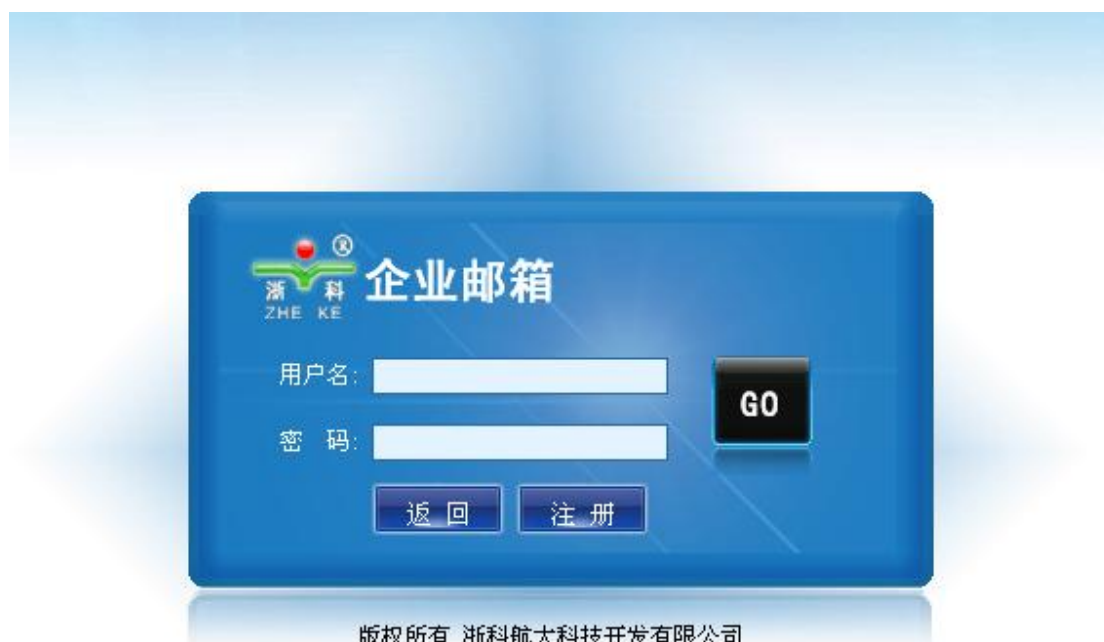 ®
浙 科
ZHE KE
企业邮箱
用户名:
密 码:
GO
返 回
注 册
版权所有 浙科航大科技开发有限公司